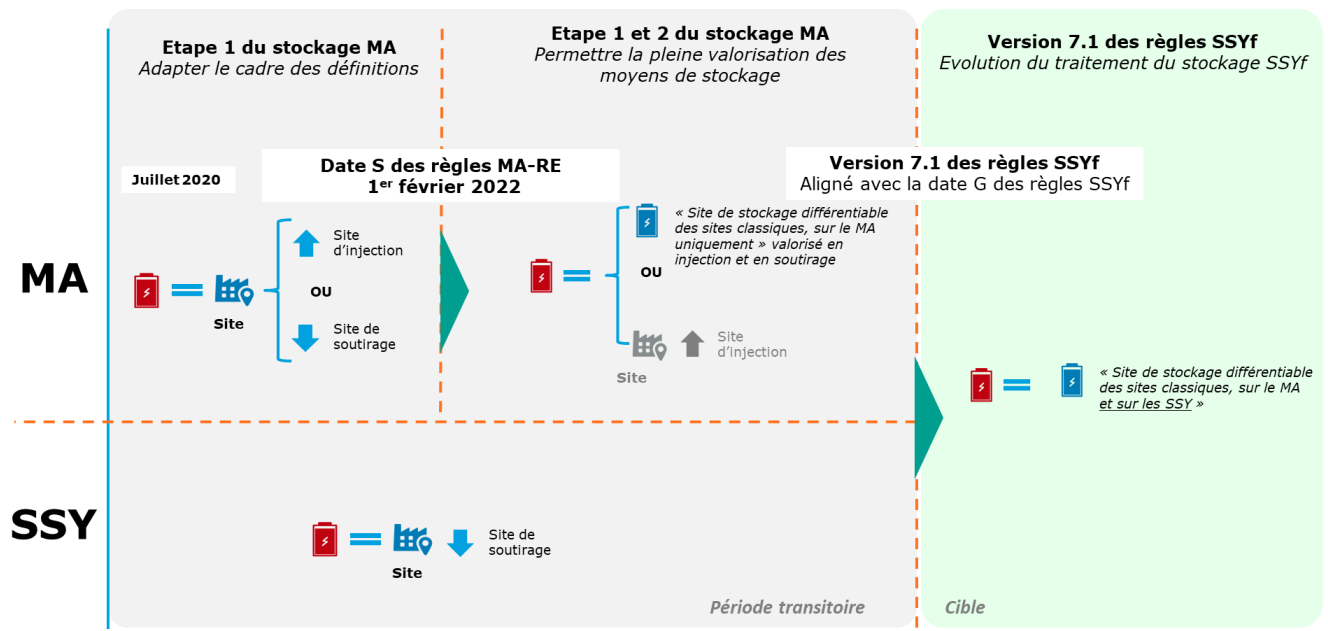 Etape 1 du stockage MA
Adapter le cadre des définitions
Etape 1 et 2 du stockage MA
Permettre la pleine valorisation des
moyens de stockage
Version 7.1 des règles SSYf
Evolution du traitement du stockage SSYf
Juillet 2020
Date S des règles MA-RE
1er février 2022
Version 7.1 des règles SSYf
Aligné avec la date G des règles SSYf
MA
Site
Site
d'injection
OU
Site de
soutirage
« Site de stockage différentiable
des sites classiques, sur le MA
uniquement » valorisé en
injection et en soutirage
OU
Site
Site
d'injection
« Site de stockage différentiable
des sites classiques, sur le MA
et sur les SSY »
SSY
Site
Site de
soutirage
Période transitoire
Cible